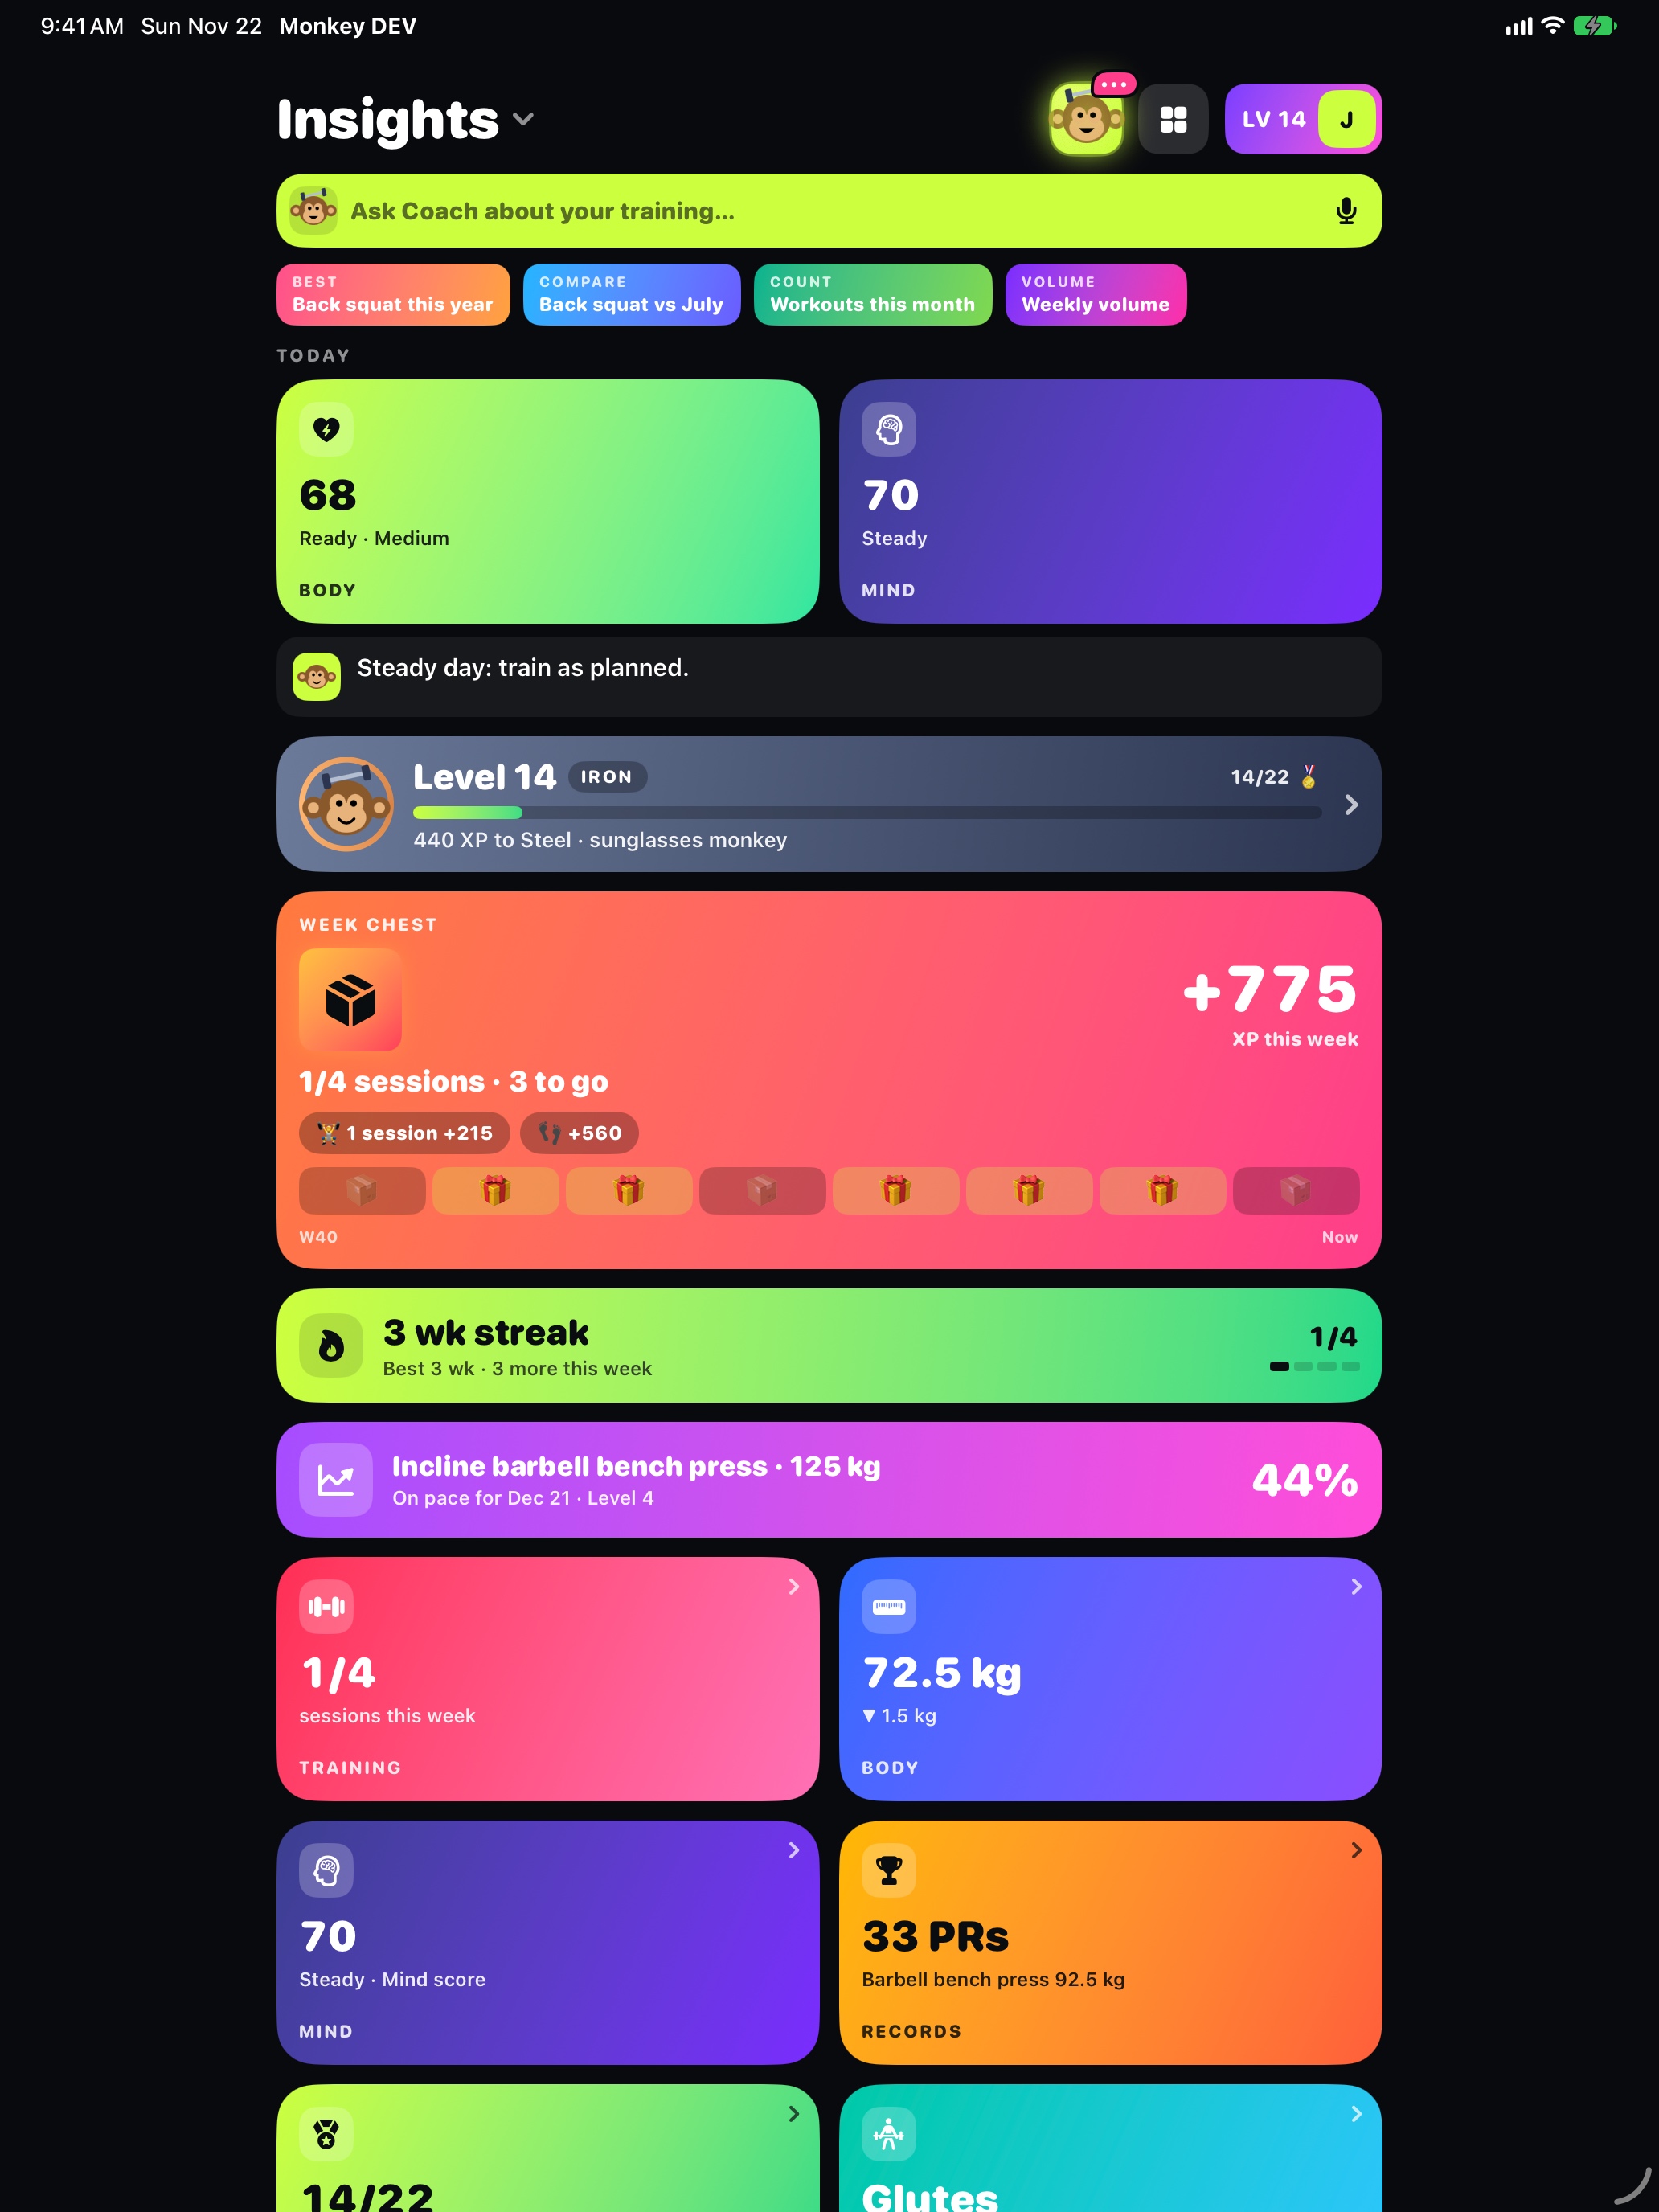 9:41 AM Sun Nov 22 Monkey DEV
Insights
LV 14 J
Ask Coach about your training...
BEST
Back squat this year
COMPARE
Back squat vs July
COUNT
Workouts this month
VOLUME
Weekly volume
TODAY
68
Ready · Medium
BODY
70
Steady
MIND
Steady day: train as planned.
Level 14 IRON 14/22
440 XP to Steel · sunglasses monkey
WEEK CHEST
+775
XP this week
1/4 sessions · 3 to go
1 session +215 +560
W40 Now
3 wk streak
Best 3 wk · 3 more this week
1/4
Incline barbell bench press · 125 kg
On pace for Dec 21 · Level 4
44%
1/4
sessions this week
TRAINING
72.5 kg
▼ 1.5 kg
BODY
70
Steady · Mind score
MIND
33 PRs
Barbell bench press 92.5 kg
RECORDS
14/22
Glutes